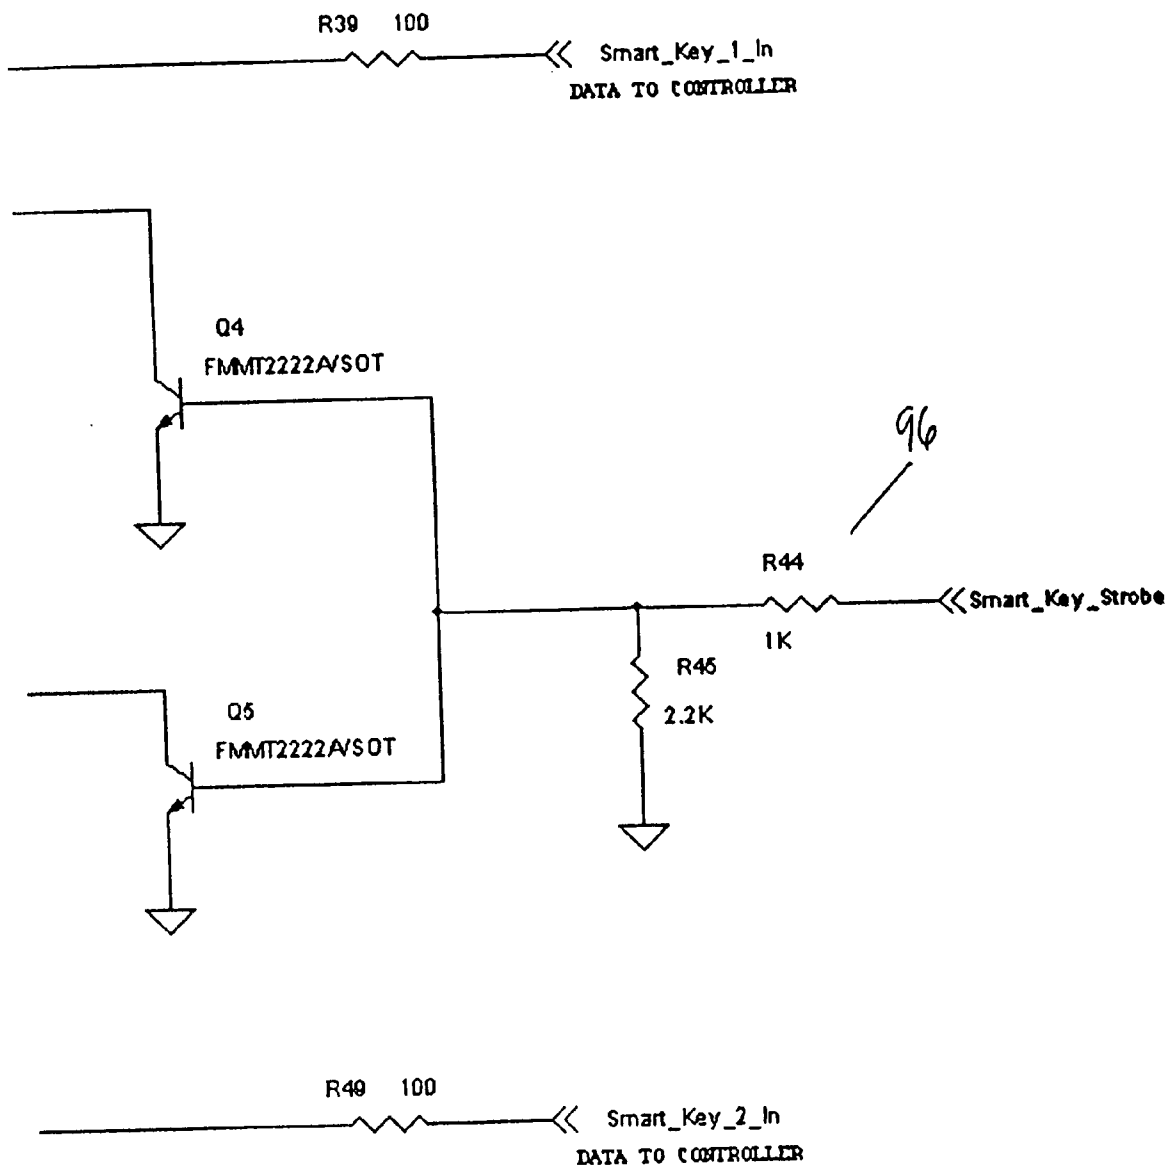 R39 100
Smart_Key_1_In
DATA TO CONTROLLER
Q4
FMMT2222A/SOT
96
R44
Smart_Key_Strobe
1K
R45
2.2K
Q5
FMMT2222A/SOT
R49 100
Smart_Key_2_In
DATA TO CONTROLLER